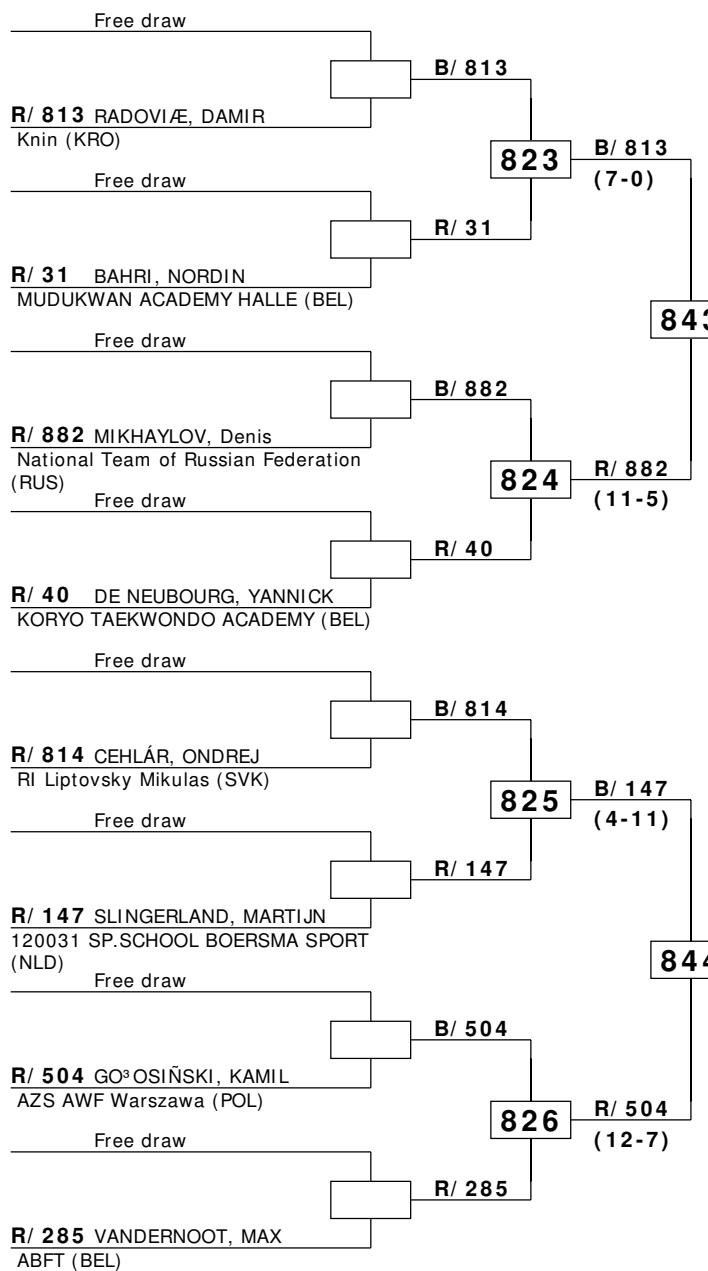 Free draw
B/ 813
R/ 813 RADOVIÆ, DAMIR
Knin (KRO)
823
B/ 813
(7-0)
Free draw
R/ 31
R/ 31 BAHRI, NORDIN
MUDUKWAN ACADEMY HALLE (BEL)
843
Free draw
B/ 882
R/ 882 MIKHAYLOV, Denis
National Team of Russian Federation
(RUS)
824
R/ 882
(11-5)
Free draw
R/ 40
R/ 40 DE NEUBOURG, YANNICK
KORYO TAEKWONDO ACADEMY (BEL)
Free draw
B/ 814
R/ 814 CEHLÁR, ONDREJ
RI Liptovsky Mikulas (SVK)
825
B/ 147
(4-11)
Free draw
R/ 147
R/ 147 SLINGERLAND, MARTIJN
120031 SP.SCHOOL BOERSMA SPORT
(NLD)
844
Free draw
B/ 504
R/ 504 GO³OSIÑSKI, KAMIL
AZS AWF Warszawa (POL)
826
R/ 504
(12-7)
Free draw
R/ 285
R/ 285 VANDERNOOT, MAX
ABFT (BEL)